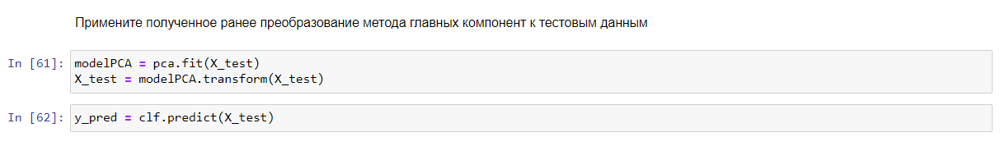 Примените полученное ранее преобразование метода главных компонент к тестовым данным
In [61]: modelPCA = pca.fit(X_test)
X_test = modelPCA.transform(X_test)
In [62]: y_pred = clf.predict(X_test)